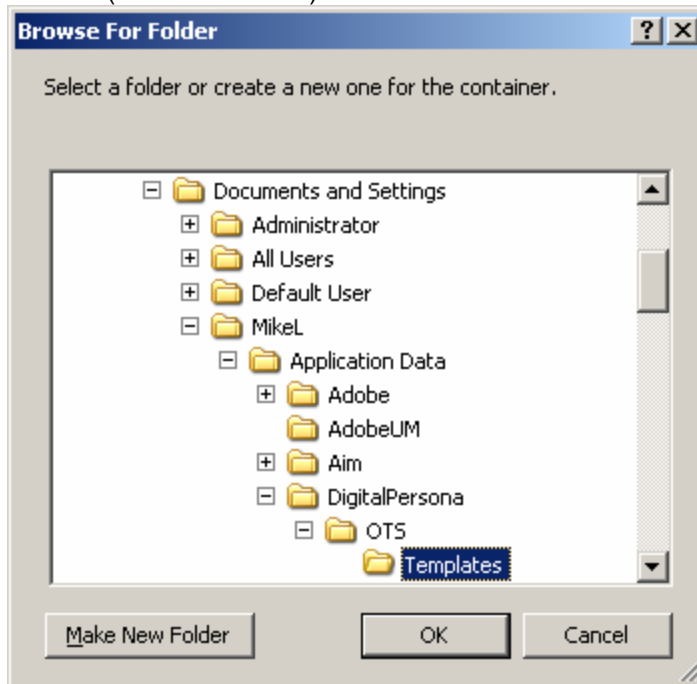 Browse For Folder
Select a folder or create a new one for the container.
Documents and Settings
Administrator
All Users
Default User
MikeL
Application Data
Adobe
AdobeUM
Aim
DigitalPersona
OTS
Templates
Make New Folder OK Cancel